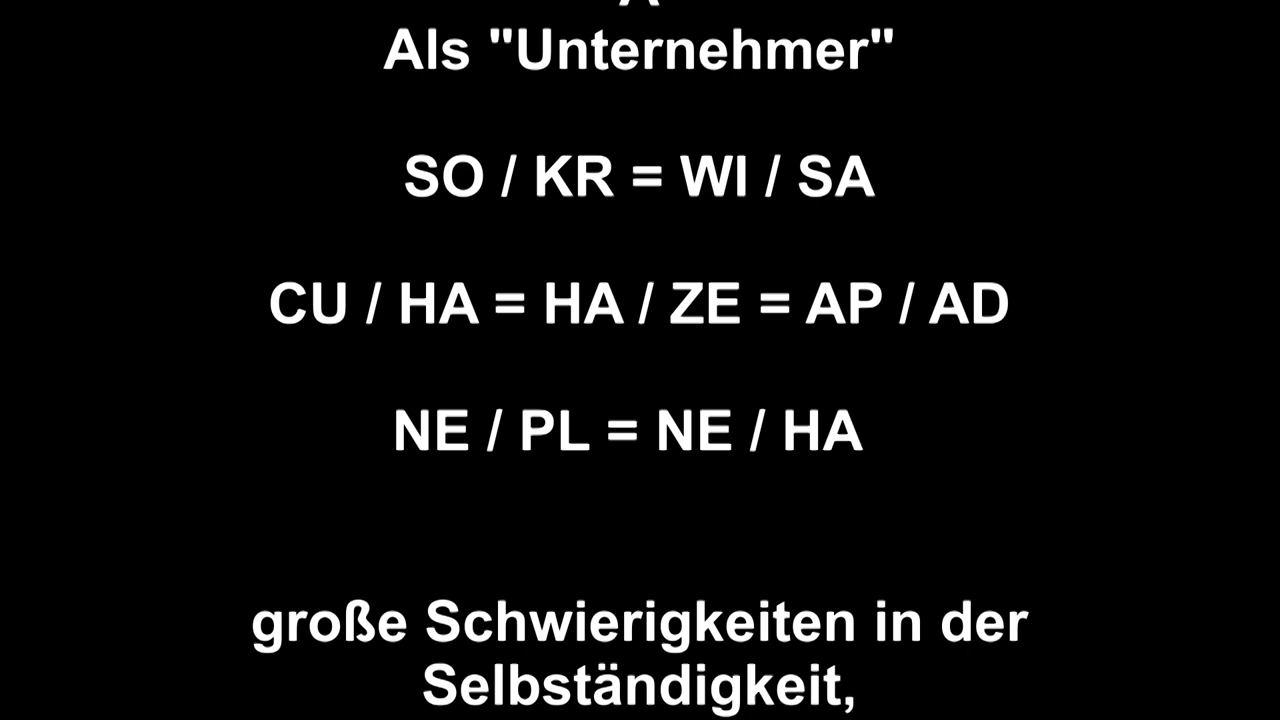 A
Als "Unternehmer"
SO / KR = WI / SA
CU / HA = HA / ZE = AP / AD
NE / PL = NE / HA
große Schwierigkeiten in der
Selbständigkeit,